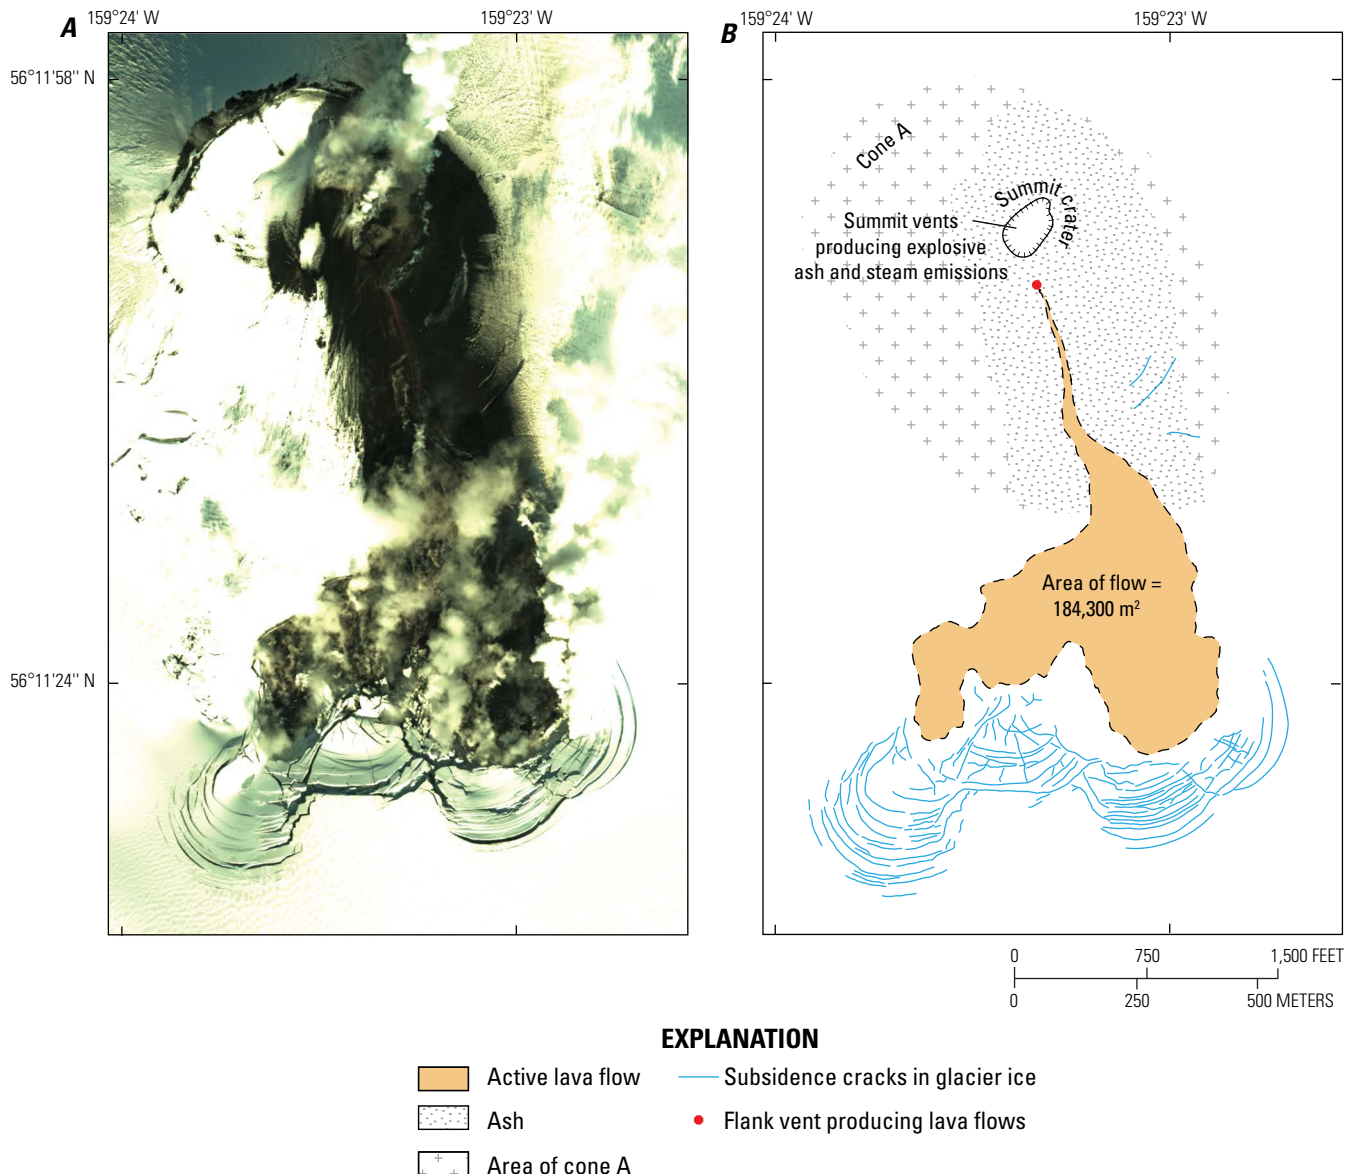 A
159°24' W
159°23' W
56°11'58" N
56°11'24" N
B
159°24' W
159°23' W
Cone A
Summit crater
Summit vents
producing explosive
ash and steam emissions
Area of flow =
184,300 m²
0 750 1,500 FEET
0 250 500 METERS
EXPLANATION
Active lava flow
Ash
Area of cone A
Subsidence cracks in glacier ice
Flank vent producing lava flows